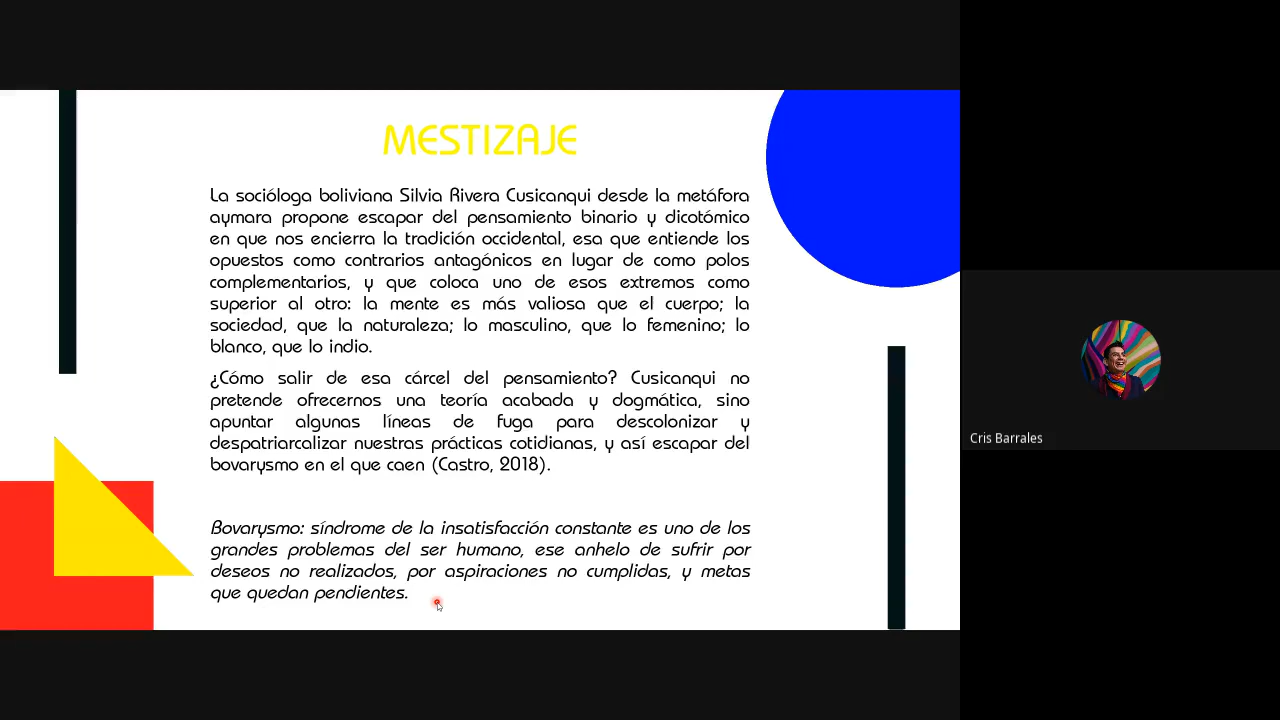 MESTIZAJE
La socióloga boliviana Silvia Rivera Cusicanqui desde la metáfora
aymara propone escapar del pensamiento binario y dicotómico
en que nos encierra la tradición occidental, esa que entiende los
opuestos como contrarios antagónicos en lugar de como polos
complementarios, y que coloca uno de esos extremos como
superior al otro: la mente es más valiosa que el cuerpo; la
sociedad, que la naturaleza; lo masculino, que lo femenino; lo
blanco, que lo indio.
¿Cómo salir de esa cárcel del pensamiento? Cusicanqui no
pretende ofrecernos una teoría acabada y dogmática, sino
apuntar algunas líneas de fuga para descolonizar y
despatriarcalizar nuestras prácticas cotidianas, y así escapar del
bovarysmo en el que caen (Castro, 2018).
Bovarysmo: síndrome de la insatisfacción constante es uno de los
grandes problemas del ser humano, ese anhelo de sufrir por
deseos no realizados, por aspiraciones no cumplidas, y metas
que quedan pendientes.
Cris Barrales